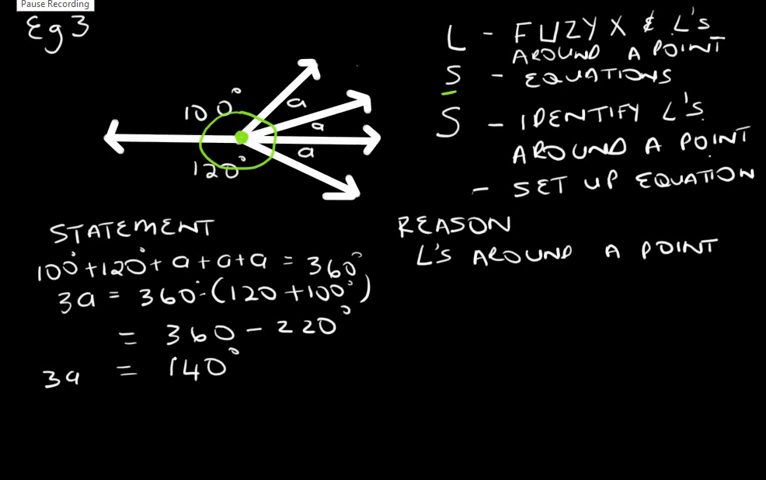 Pause Recording
Eg3
L - FUZY X & L's
AROUND A POINT
S - EQUATIONS
S - IDENTIFY L's
AROUND A POINT
- SET UP EQUATION
100°
a
a
a
120°
STATEMENT
REASON
100°+120°+a+a+a = 360°
L's AROUND A POINT
3a = 360°-(120+100°)
= 360-220°
3a = 140°